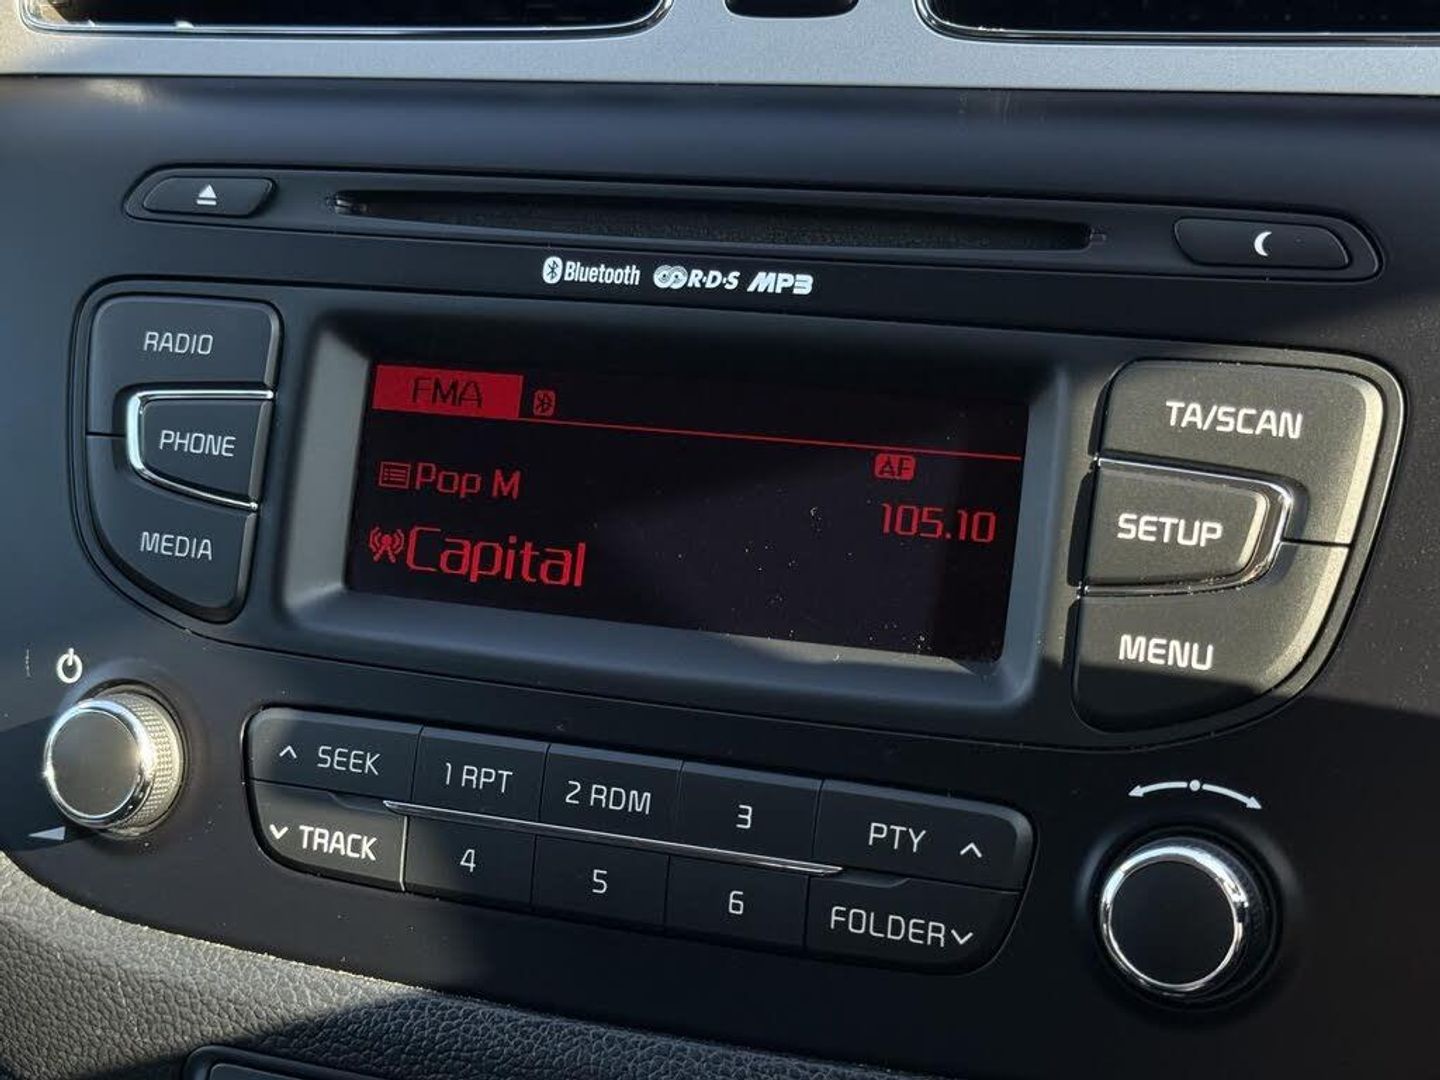 Bluetooth R·D·S MP3
RADIO
PHONE
MEDIA
FMA
AF
Pop M
105.10
Capital
TA/SCAN
SETUP
MENU
SEEK
TRACK
1 RPT
2 RDM
3
4
5
6
PTY
FOLDER